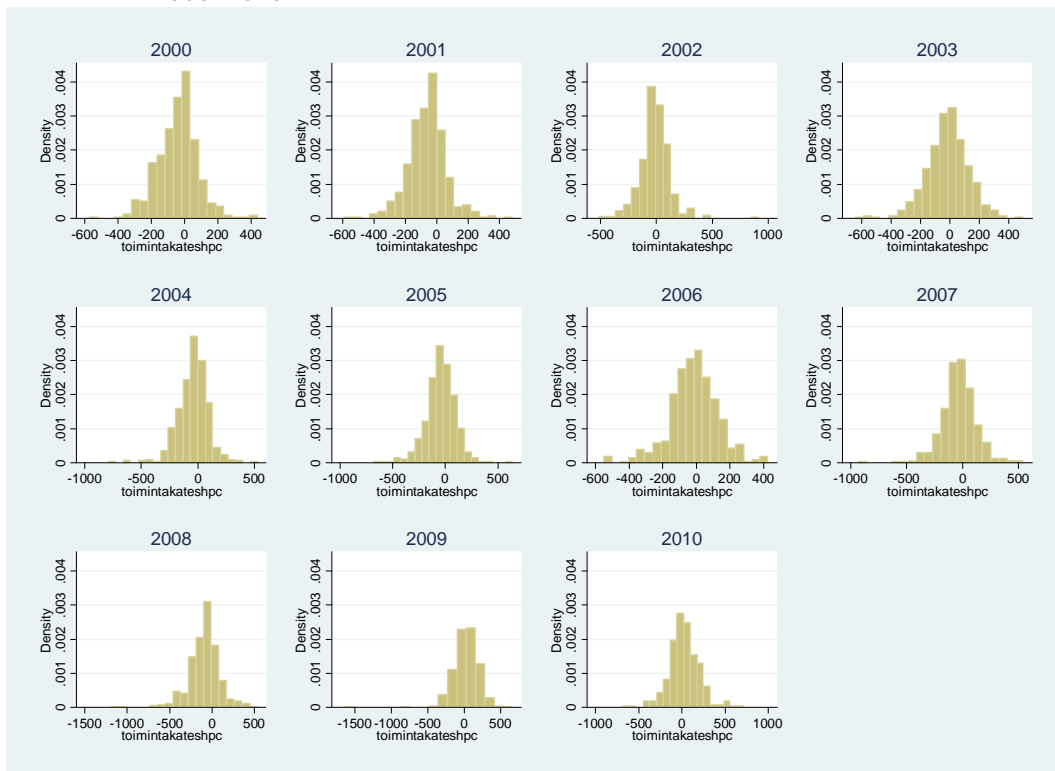 2000
2001
2002
2003
Density
0 .001 .002 .003 .004
-600 -400 -200 0 200 400
toimintakateshpc
Density
0 .001 .002 .003 .004
-600 -400 -200 0 200 400
toimintakateshpc
Density
0 .001 .002 .003 .004
-500 0 500 1000
toimintakateshpc
Density
0 .001 .002 .003 .004
-600 -400 -200 0 200 400
toimintakateshpc
2004
2005
2006
2007
Density
0 .001 .002 .003 .004
-1000 -500 0 500
toimintakateshpc
Density
0 .001 .002 .003 .004
-1000 -500 0 500
toimintakateshpc
Density
0 .001 .002 .003 .004
-600 -400 -200 0 200 400
toimintakateshpc
Density
0 .001 .002 .003 .004
-1000 -500 0 500
toimintakateshpc
2008
2009
2010
Density
0 .001 .002 .003 .004
-1500 -1000 -500 0 500
toimintakateshpc
Density
0 .001 .002 .003 .004
-1500 -1000 -500 0 500
toimintakateshpc
Density
0 .001 .002 .003 .004
-1000 -500 0 500 1000
toimintakateshpc